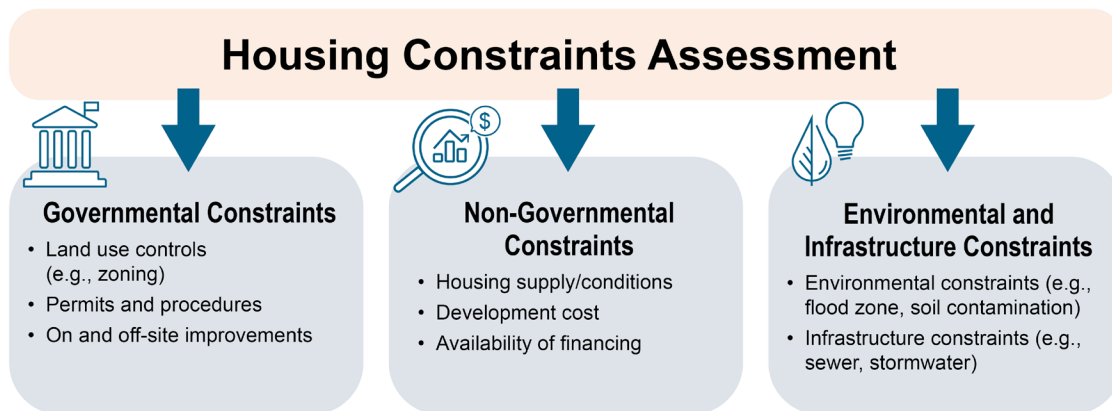 Housing Constraints Assessment
$
Governmental Constraints
• Land use controls
(e.g., zoning)
• Permits and procedures
• On and off-site improvements
Non-Governmental
Constraints
• Housing supply/conditions
• Development cost
• Availability of financing
Environmental and
Infrastructure Constraints
• Environmental constraints (e.g.,
flood zone, soil contamination)
• Infrastructure constraints (e.g.,
sewer, stormwater)